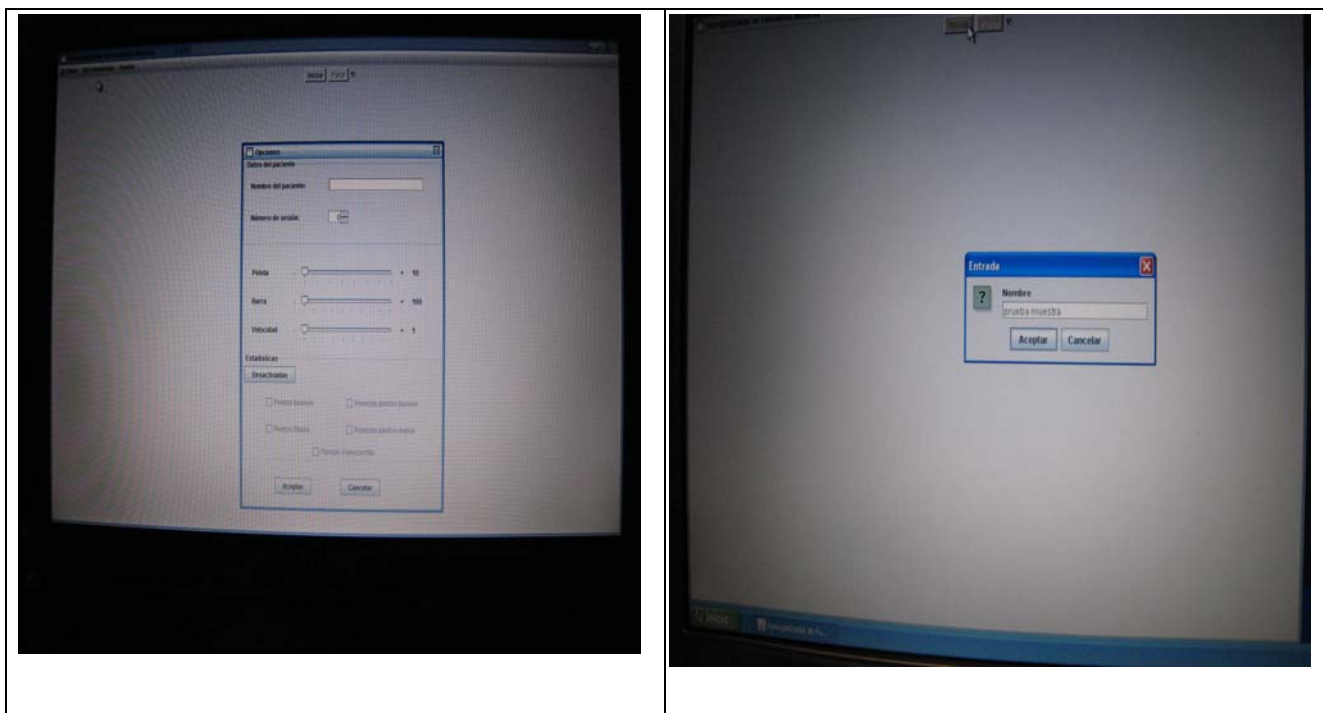 Iniciar Parar
Opciones
Datos del paciente
Nombre del paciente:
Número de sesión: 0
Pelota - + 10
Barra - + 100
Velocidad - + 1
Estadísticas
Desactivadas
Puntos buenos Posición puntos buenos
Puntos malos Posición puntos malos
Tiempo transcurrido
Aceptar Cancelar
Entrada
Nombre
prueba muestra
Aceptar Cancelar
Inicio